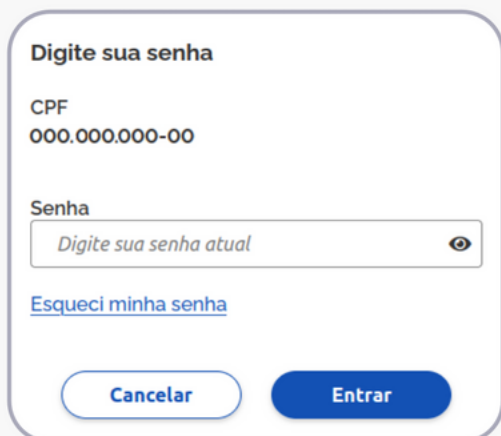 Digite sua senha
CPF
000.000.000-00
Senha
Digite sua senha atual
Esqueci minha senha
Cancelar
Entrar